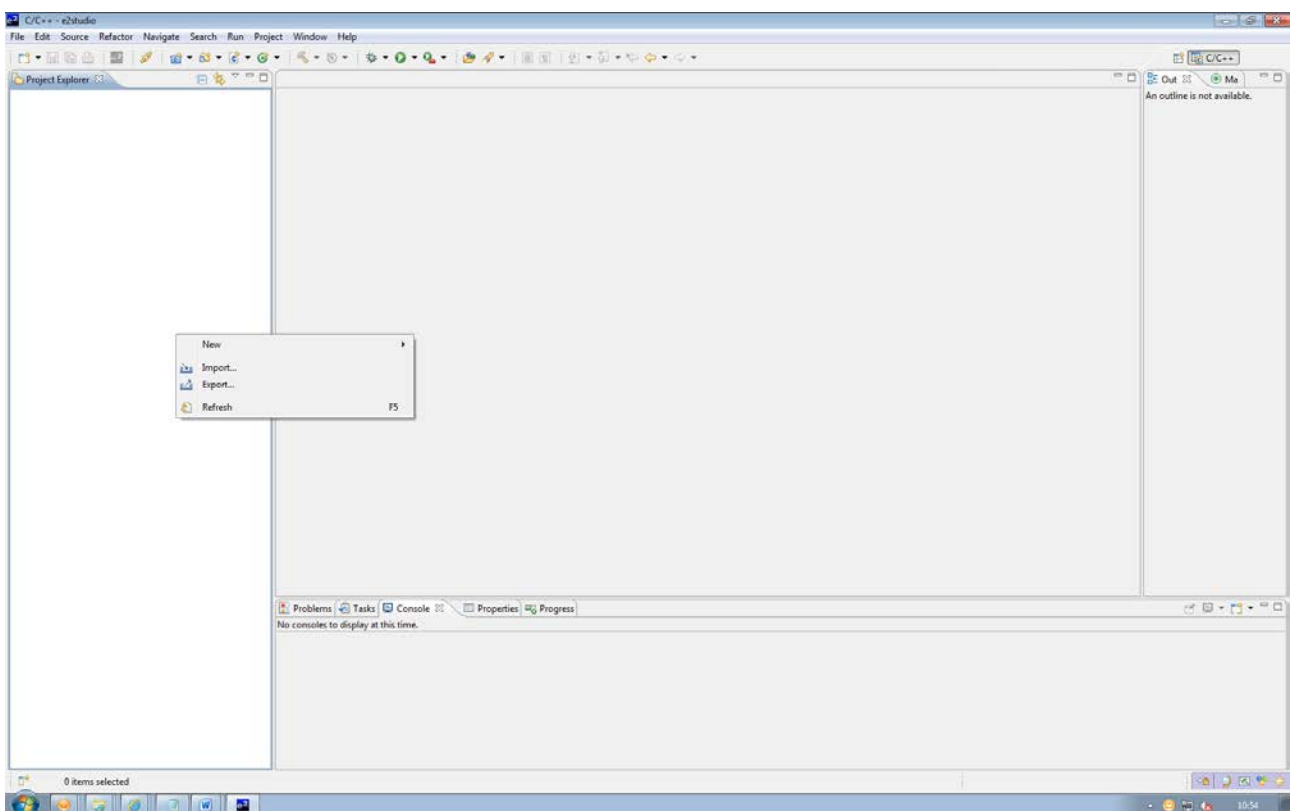 C/C++ - e2studio
File Edit Source Refactor Navigate Search Run Project Window Help
C/C++
Project Explorer
Out Ma
An outline is not available.
New
Import...
Export...
Refresh F5
Problems Tasks Console Properties Progress
No consoles to display at this time.
0 items selected
10:54